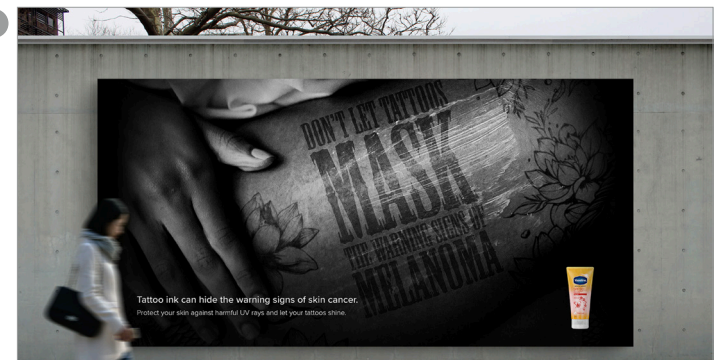 DON'T LET TATTOOS
MASK
THE WARNING SIGNS OF
MELANOMA
Tattoo ink can hide the warning signs of skin cancer.
Protect your skin against harmful UV rays and let your tattoos shine.
Vaseline